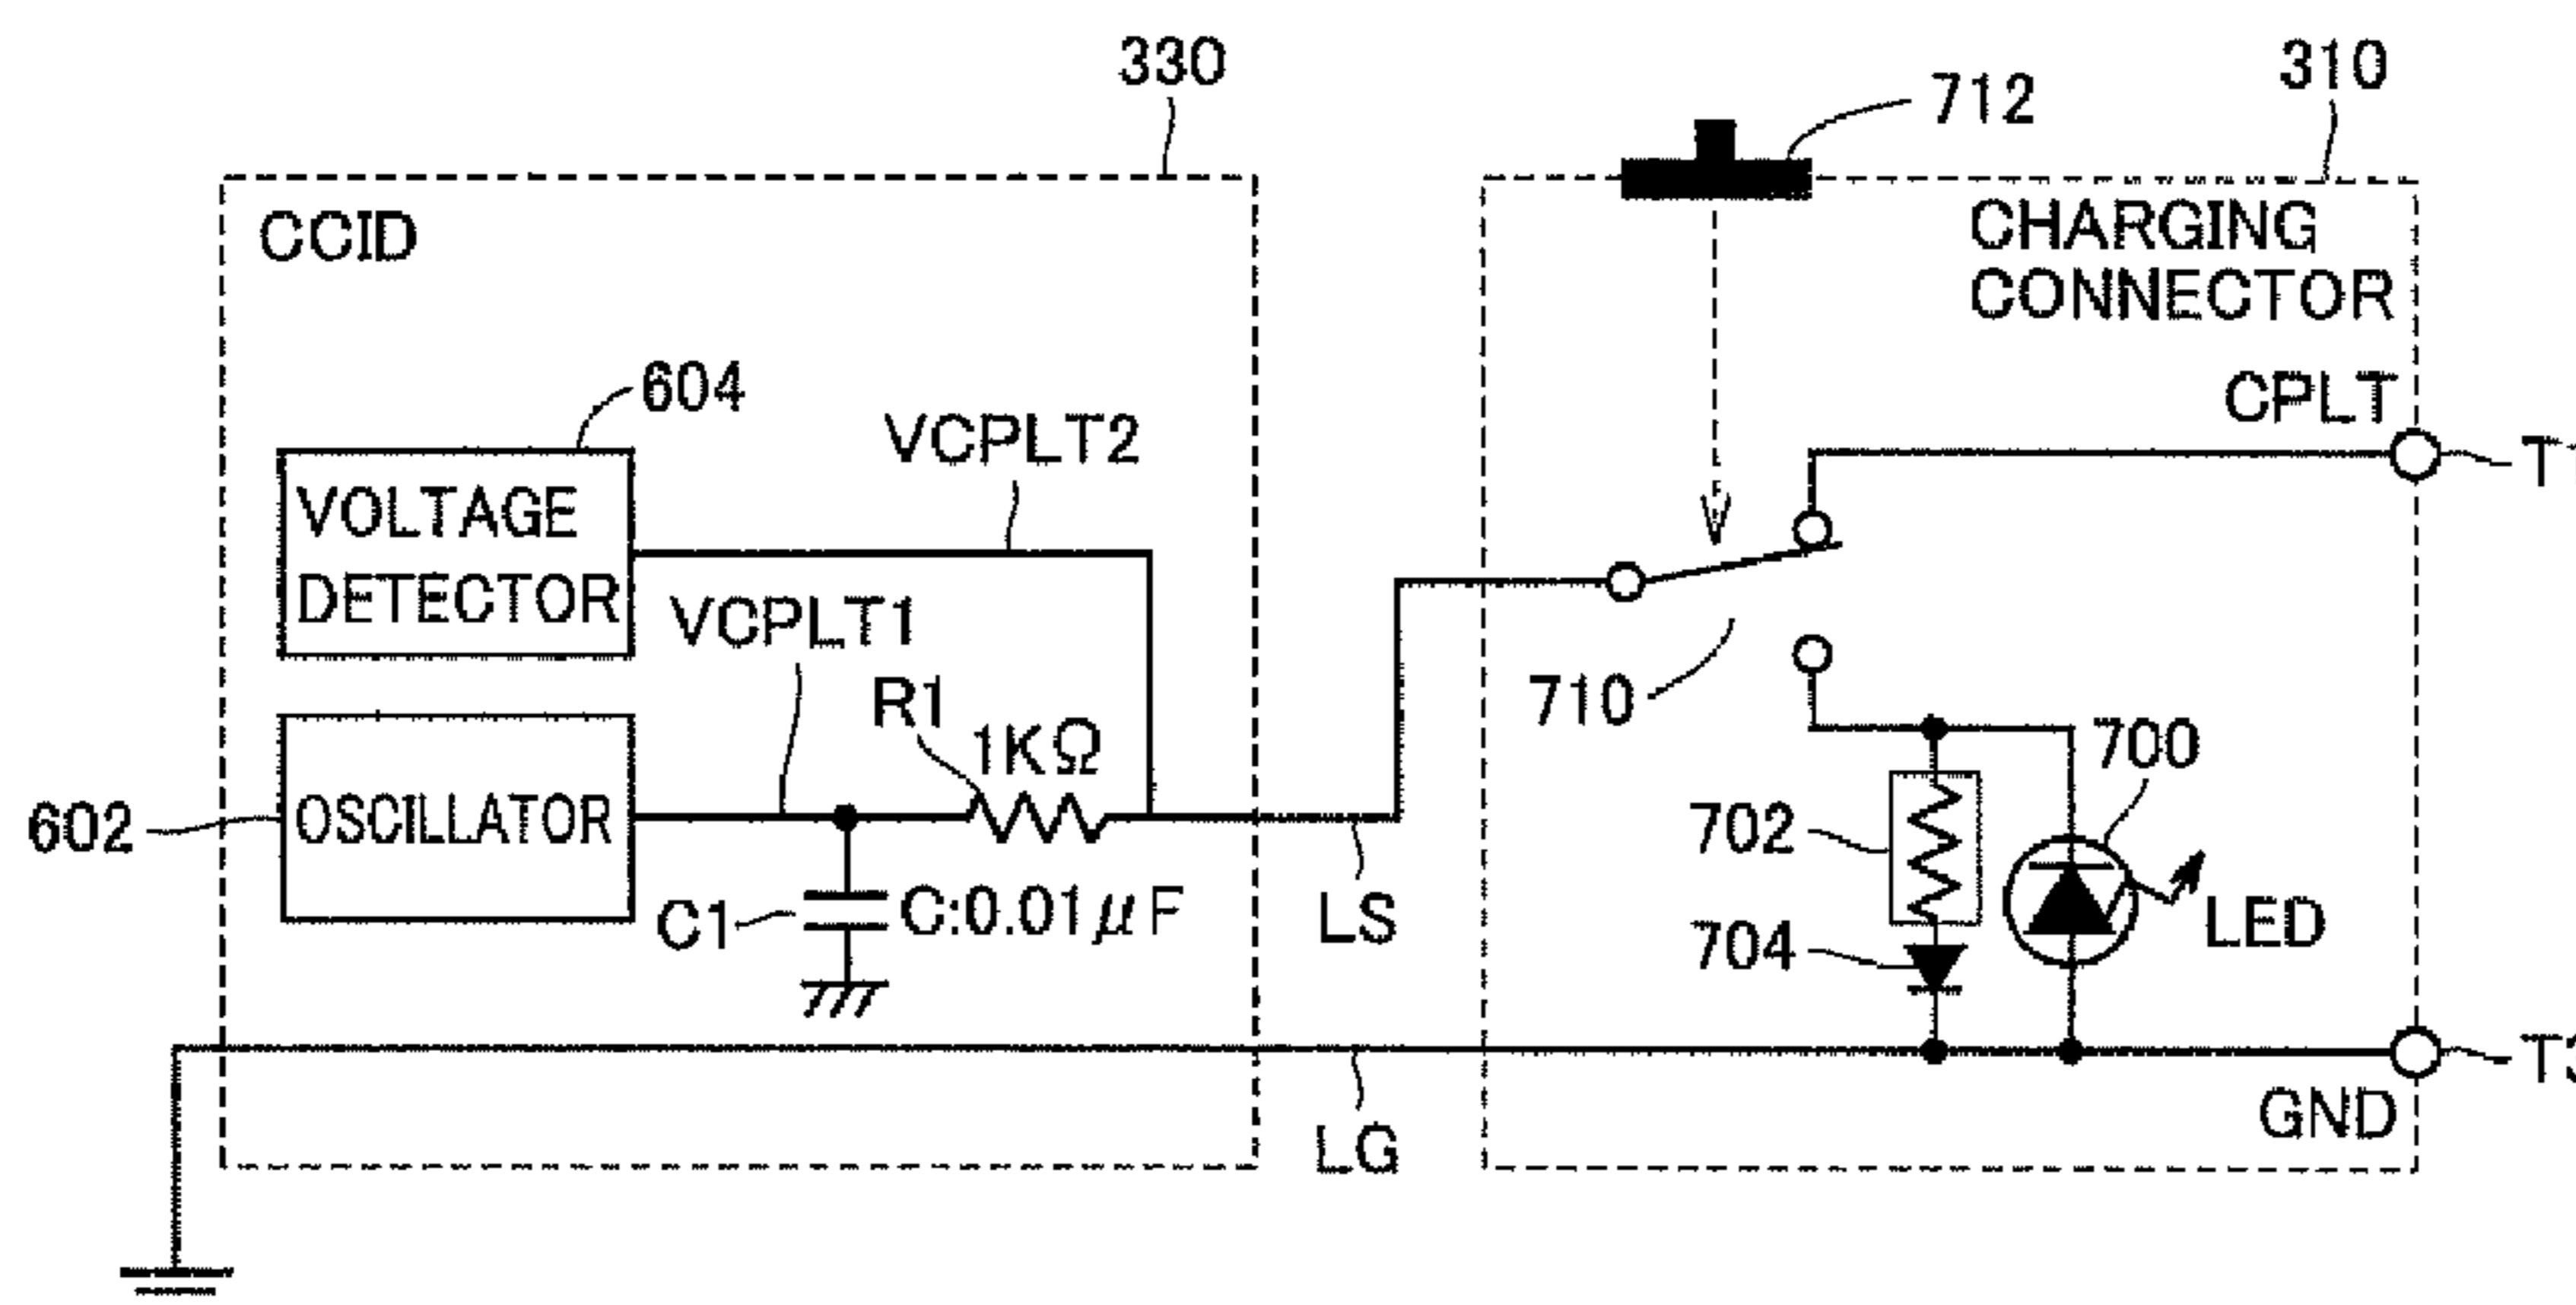 330
310
712
CCID
CHARGING
CONNECTOR
604
VCPLT2
CPLT
VOLTAGE
DETECTOR
VCPLT1
R1
1KΩ
710
700
602
OSCILLATOR
702
C1
C:0.01μF
LS
704
LED
LG
GND